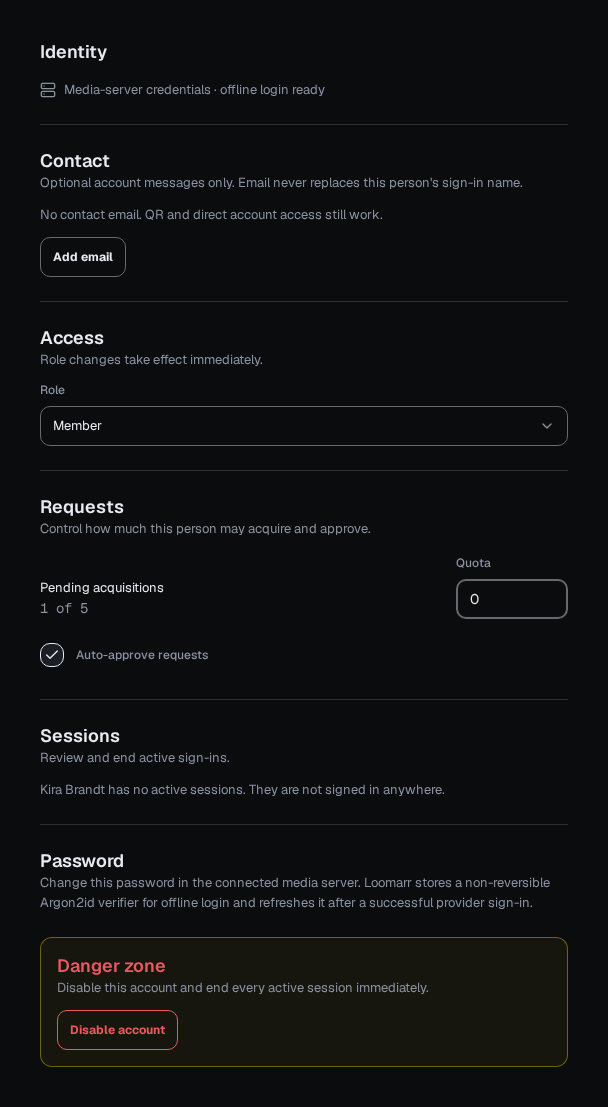 Identity
Media-server credentials · offline login ready
Contact
Optional account messages only. Email never replaces this person's sign-in name.
No contact email. QR and direct account access still work.
Add email
Access
Role changes take effect immediately.
Role
Member
Requests
Control how much this person may acquire and approve.
Quota
Pending acquisitions
0
1 of 5
Auto-approve requests
Sessions
Review and end active sign-ins.
Kira Brandt has no active sessions. They are not signed in anywhere.
Password
Change this password in the connected media server. Loomarr stores a non-reversible
Argon2id verifier for offline login and refreshes it after a successful provider sign-in.
Danger zone
Disable this account and end every active session immediately.
Disable account